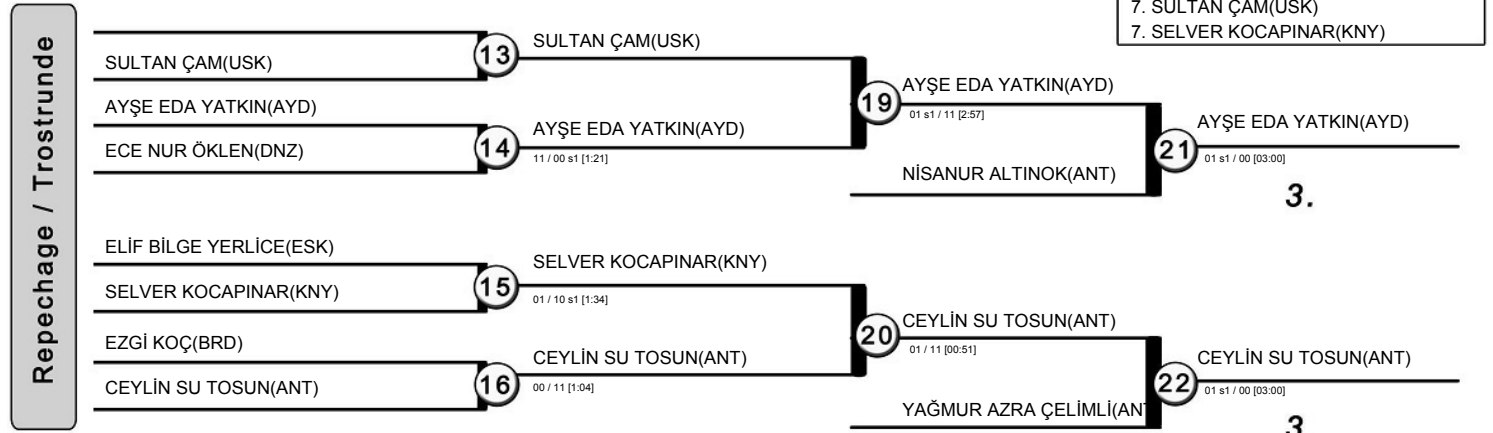 7. SULTAN ÇAM(USK)
7. SELVER KOCAPINAR(KNY)
Repechage / Trostrunde
SULTAN ÇAM(USK)
13
SULTAN ÇAM(USK)
AYŞE EDA YATKIN(AYD)
ECE NUR ÖKLEN(DNZ)
14
AYŞE EDA YATKIN(AYD)
11 / 00 s1 [1:21]
19
AYŞE EDA YATKIN(AYD)
01 s1 / 11 [2:57]
NİSANUR ALTINOK(ANT)
21
AYŞE EDA YATKIN(AYD)
01 s1 / 00 [03:00]
3.
ELİF BİLGE YERLİCE(ESK)
SELVER KOCAPINAR(KNY)
15
SELVER KOCAPINAR(KNY)
01 / 10 s1 [1:34]
EZGİ KOÇ(BRD)
CEYLİN SU TOSUN(ANT)
16
CEYLİN SU TOSUN(ANT)
00 / 11 [1:04]
20
CEYLİN SU TOSUN(ANT)
01 / 11 [00:51]
YAĞMUR AZRA ÇELİMLİ(AN
22
CEYLİN SU TOSUN(ANT)
01 s1 / 00 [03:00]
3